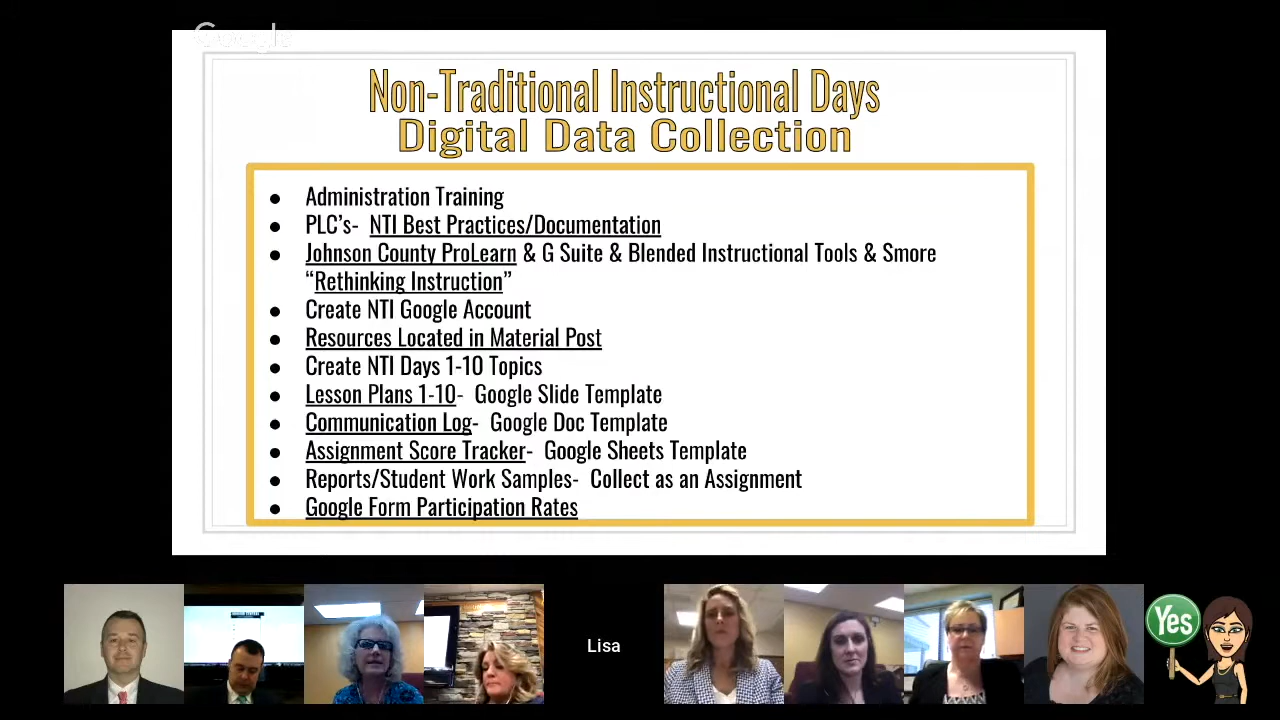 Google
Non-Traditional Instructional Days
Digital Data Collection
● Administration Training
● PLC's- NTI Best Practices/Documentation
● Johnson County ProLearn & G Suite & Blended Instructional Tools & Smore
“Rethinking Instruction”
● Create NTI Google Account
● Resources Located in Material Post
● Create NTI Days 1-10 Topics
● Lesson Plans 1-10- Google Slide Template
● Communication Log- Google Doc Template
● Assignment Score Tracker- Google Sheets Template
● Reports/Student Work Samples- Collect as an Assignment
● Google Form Participation Rates
Lisa
Yes